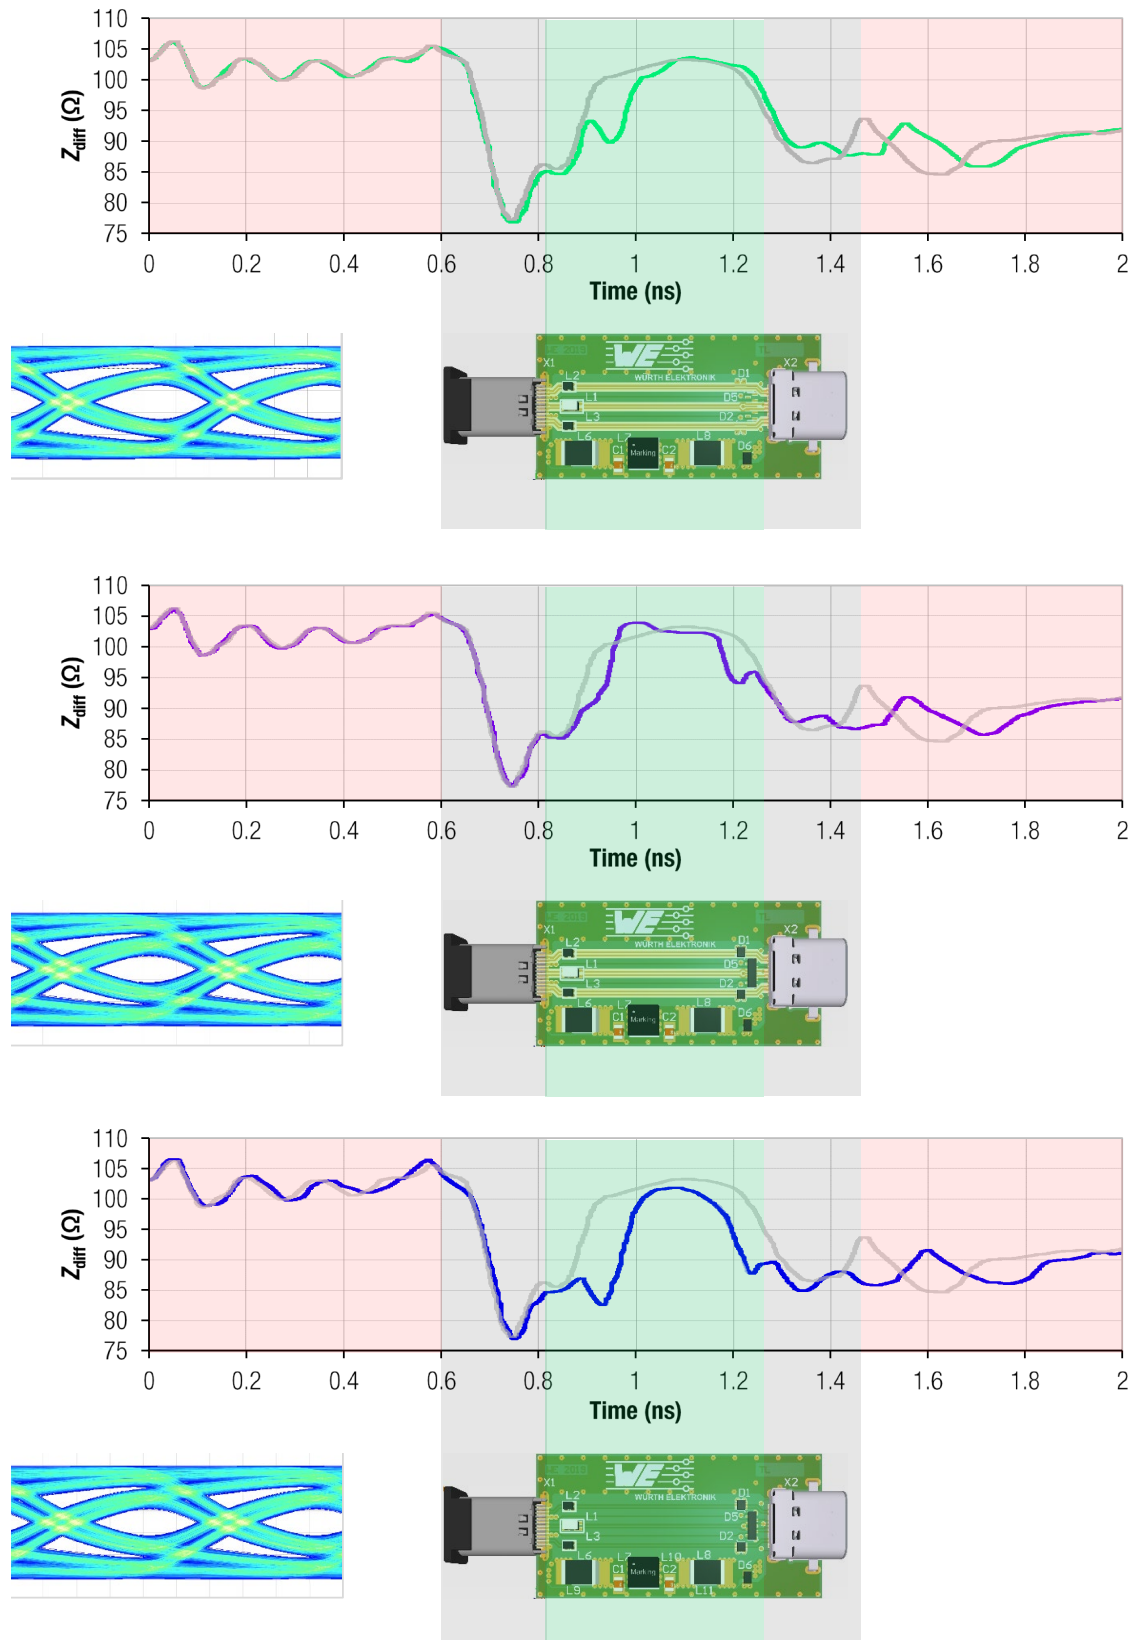 110
105
100
95
90
85
80
75
Zdiff (Ω)
0 0.2 0.4 0.6 0.8 1 1.2 1.4 1.6 1.8 2
Time (ns)
WE
WÜRTH ELEKTRONIK
X1 L2 D1 X2
L1 D5
L3 D2
L6 L7 L8
C1 Marking C2 D6
TL
110
105
100
95
90
85
80
75
Zdiff (Ω)
0 0.2 0.4 0.6 0.8 1 1.2 1.4 1.6 1.8 2
Time (ns)
WE
WÜRTH ELEKTRONIK
X1 L2 D1 X2
L1 D5
L3 D2
L6 L7 L8
C1 Marking C2 D6
TL
110
105
100
95
90
85
80
75
Zdiff (Ω)
0 0.2 0.4 0.6 0.8 1 1.2 1.4 1.6 1.8 2
Time (ns)
WE
WÜRTH ELEKTRONIK
X1 L2 D1 X2
L1 D5
L3 D2
L6 L7 L10 L8
C1 Marking C2 D6
L9 L11
TL